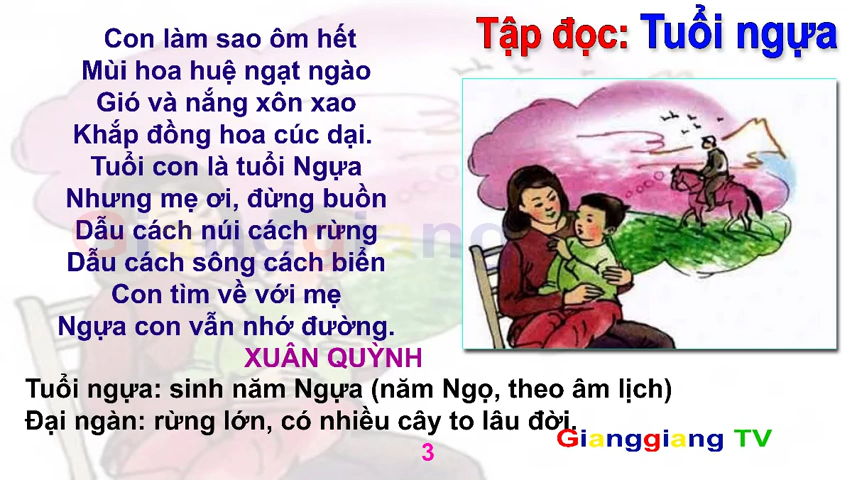 Tập đọc: Tuổi ngựa
Con làm sao ôm hết
Mùi hoa huệ ngạt ngào
Gió và nắng xôn xao
Khắp đồng hoa cúc dại.
Tuổi con là tuổi Ngựa
Nhưng mẹ ơi, đừng buồn
Dẫu cách núi cách rừng
Dẫu cách sông cách biển
Con tìm về với mẹ
Ngựa con vẫn nhớ đường.
XUÂN QUỲNH
Tuổi ngựa: sinh năm Ngựa (năm Ngọ, theo âm lịch)
Đại ngàn: rừng lớn, có nhiều cây to lâu đời.
Gianggiang TV
3
Gianggiang